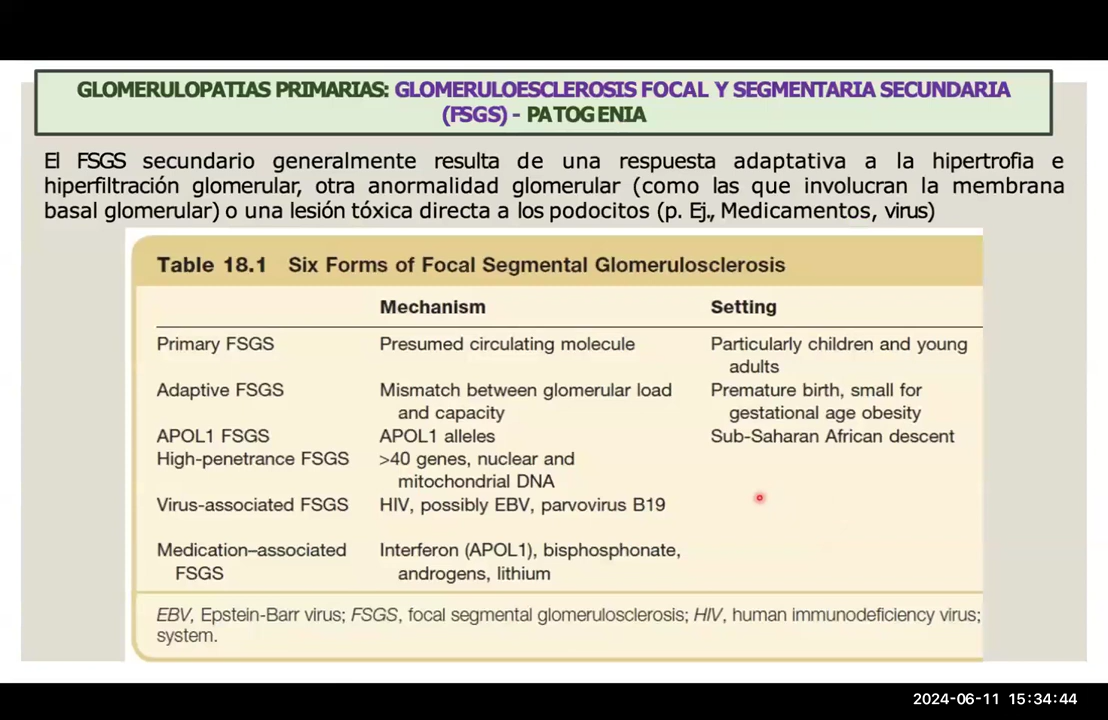 GLOMERULOPATIAS PRIMARIAS: GLOMERULOESCLEROSIS FOCAL Y SEGMENTARIA SECUNDARIA
(FSGS) - PATOGENIA
El FSGS secundario generalmente resulta de una respuesta adaptativa a la hipertrofia e
hiperfiltración glomerular, otra anormalidad glomerular (como las que involucran la membrana
basal glomerular) o una lesión tóxica directa a los podocitos (p. Ej., Medicamentos, virus)
Table 18.1 Six Forms of Focal Segmental Glomerulosclerosis
Mechanism Setting
Primary FSGS Presumed circulating molecule Particularly children and young
adults
Adaptive FSGS Mismatch between glomerular load Premature birth, small for
and capacity gestational age obesity
APOL1 FSGS APOL1 alleles Sub-Saharan African descent
High-penetrance FSGS >40 genes, nuclear and
mitochondrial DNA
Virus-associated FSGS HIV, possibly EBV, parvovirus B19
Medication–associated Interferon (APOL1), bisphosphonate,
FSGS androgens, lithium
EBV, Epstein-Barr virus; FSGS, focal segmental glomerulosclerosis; HIV, human immunodeficiency virus;
system.
2024-06-11 15:34:44